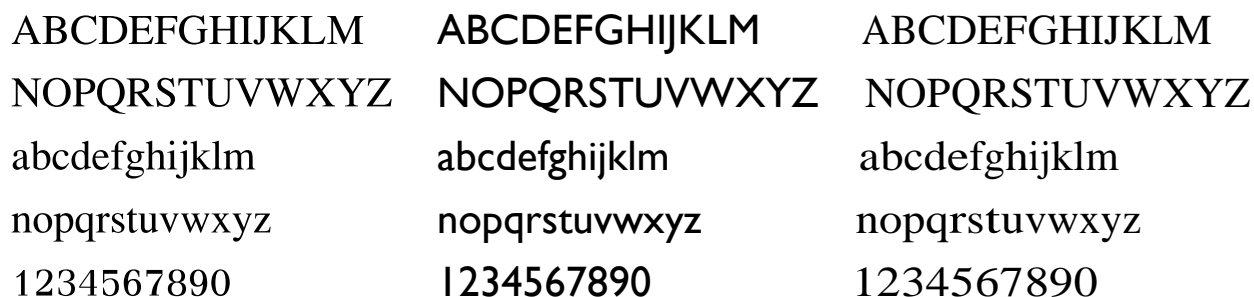 ABCDEFGHIJKLM ABCDEFGHIJKLM ABCDEFGHIJKLM
NOPQRSTUVWXYZ NOPQRSTUVWXYZ NOPQRSTUVWXYZ
abcdefghijklm abcdefghijklm abcdefghijklm
nopqrstuvwxyz nopqrstuvwxyz nopqrstuvwxyz
1234567890 1234567890 1234567890